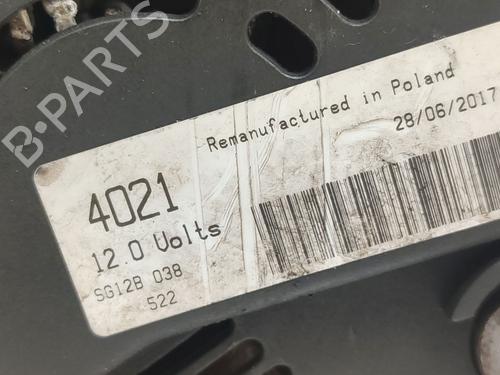 B-PARTS
Remanufactured in Poland
28/06/2017
4021
12.0 Volts
SG12B 038
522